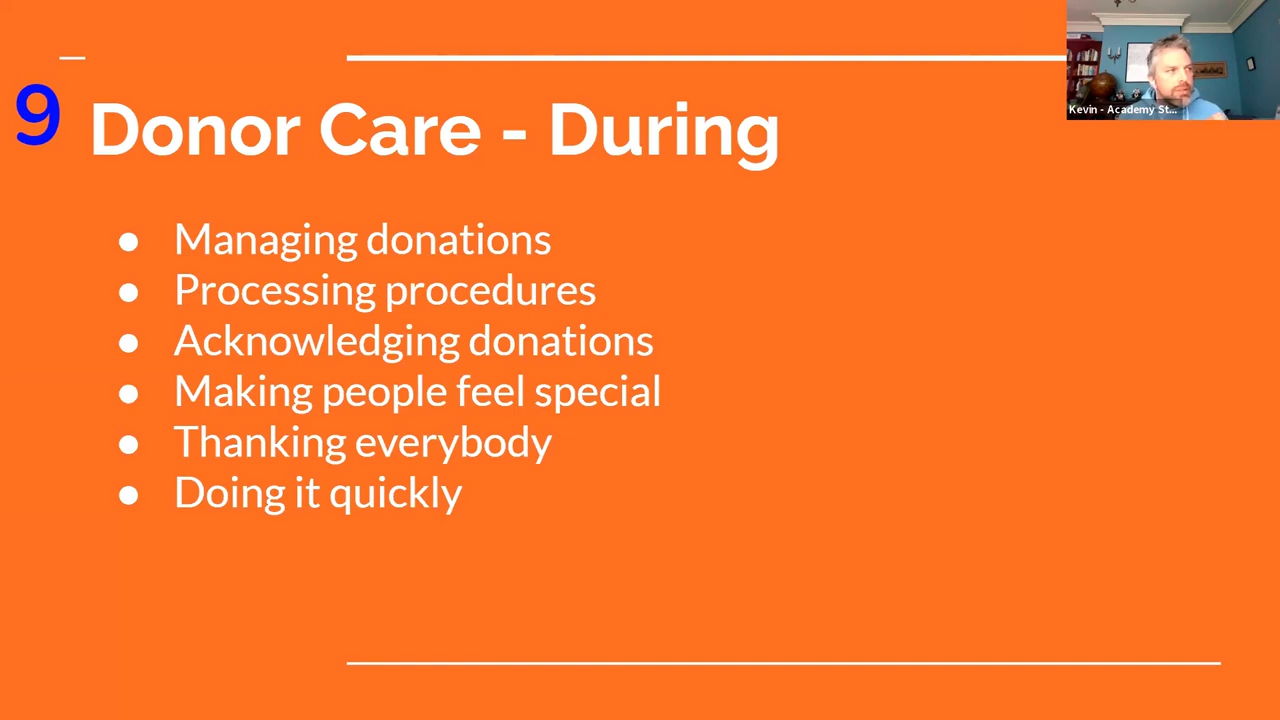 9 Donor Care - During
Kevin - Academy St...
● Managing donations
● Processing procedures
● Acknowledging donations
● Making people feel special
● Thanking everybody
● Doing it quickly